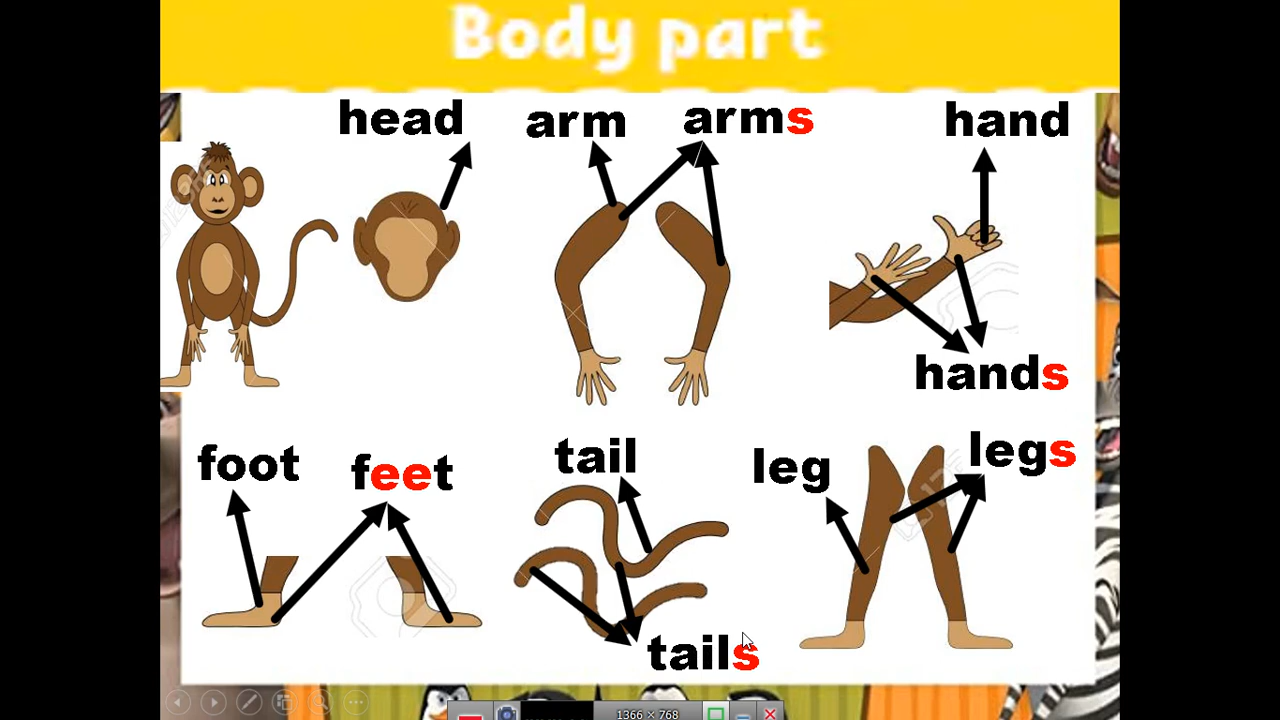 Body part
head
arm
arms
hand
hands
foot
feet
tail
tails
leg
legs
1366 × 768